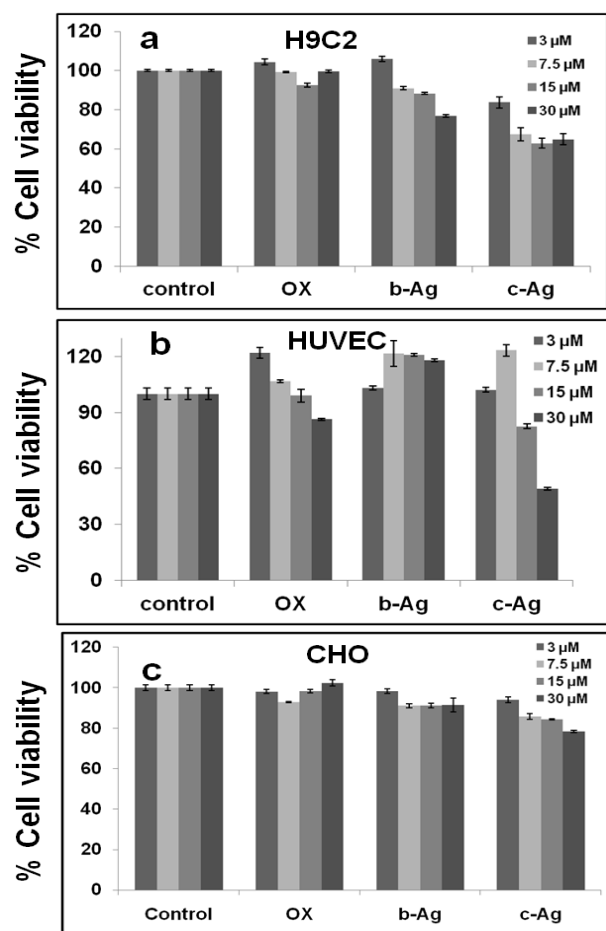 a
H9C2
% Cell viability
120
100
80
60
40
20
0
3 µM
7.5 µM
15 µM
30 µM
control OX b-Ag c-Ag
b
HUVEC
% Cell viability
120
90
60
30
0
3 µM
7.5 µM
15 µM
30 µM
control OX b-Ag c-Ag
c
CHO
% Cell viability
120
100
80
60
40
20
0
3 µM
7.5 µM
15 µM
30 µM
Control OX b-Ag c-Ag